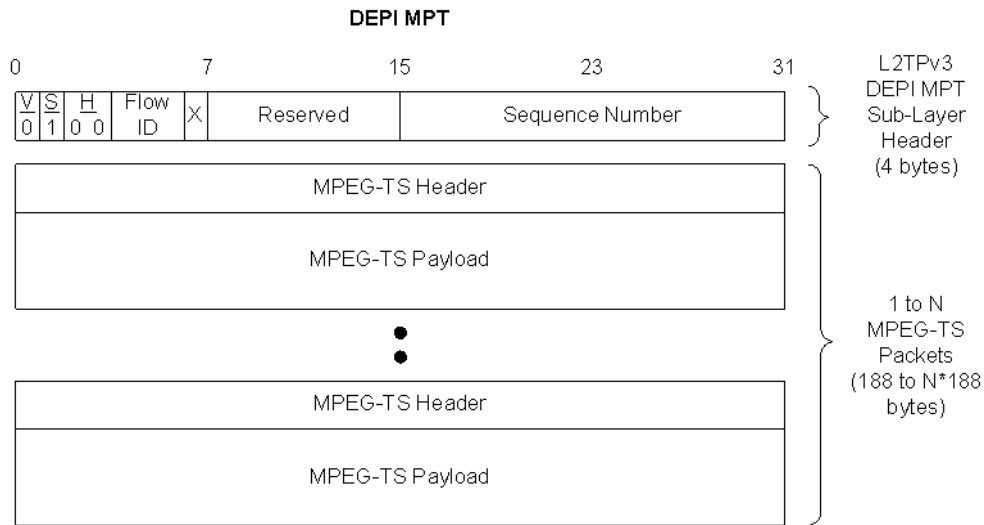 DEPI MPT
0 7 15 23 31
V S H Flow X Reserved Sequence Number
0 1 0 0 ID
L2TPv3
DEPI MPT
Sub-Layer
Header
(4 bytes)
MPEG-TS Header
MPEG-TS Payload
MPEG-TS Header
MPEG-TS Payload
1 to N
MPEG-TS
Packets
(188 to N*188
bytes)